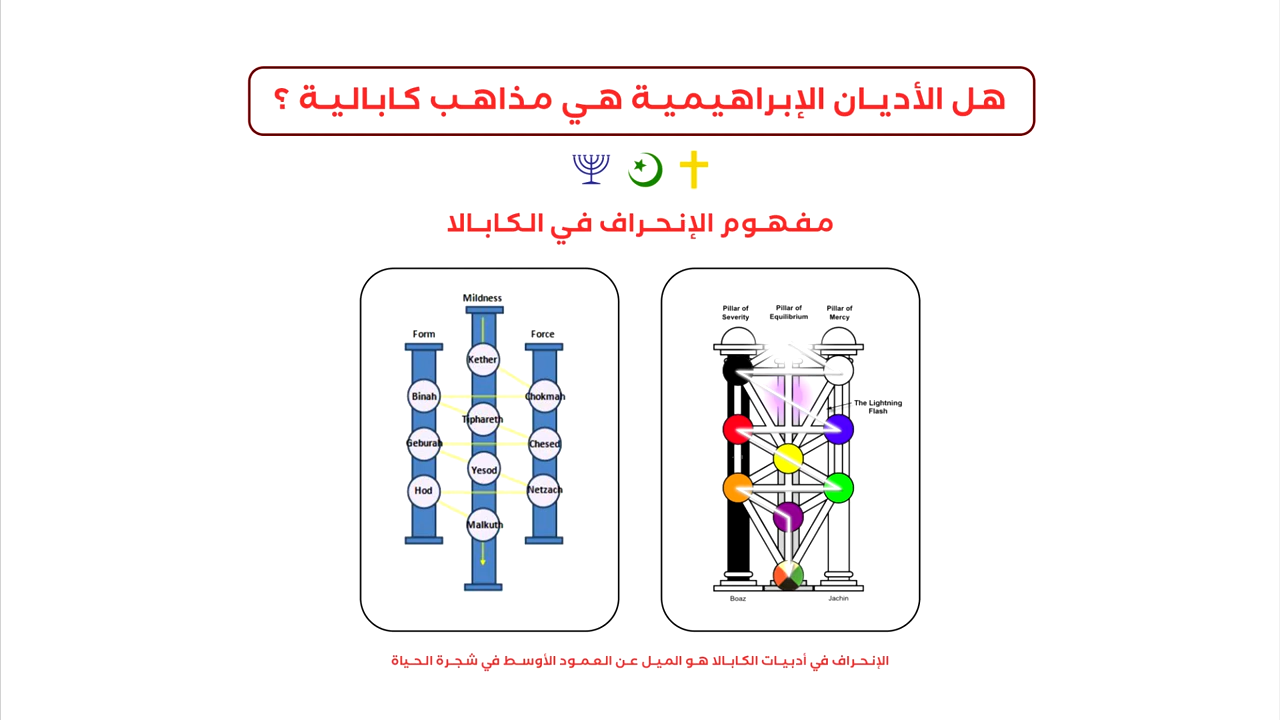 هل الأديان الإبراهيمية هي مذاهب كابالية ؟
مفهوم الإنحراف في الكابالا
Mildness
Form
Force
Kether
Binah
Chokmah
Tiphareth
Geburah
Chesed
Yesod
Hod
Netzach
Malkuth
Pillar of
Severity
Pillar of
Equilibrium
Pillar of
Mercy
The Lightning
Flash
Boaz
Jachin
الإنحراف في أدبيات الكابالا هو الميل عن العمود الأوسط في شجرة الحياة